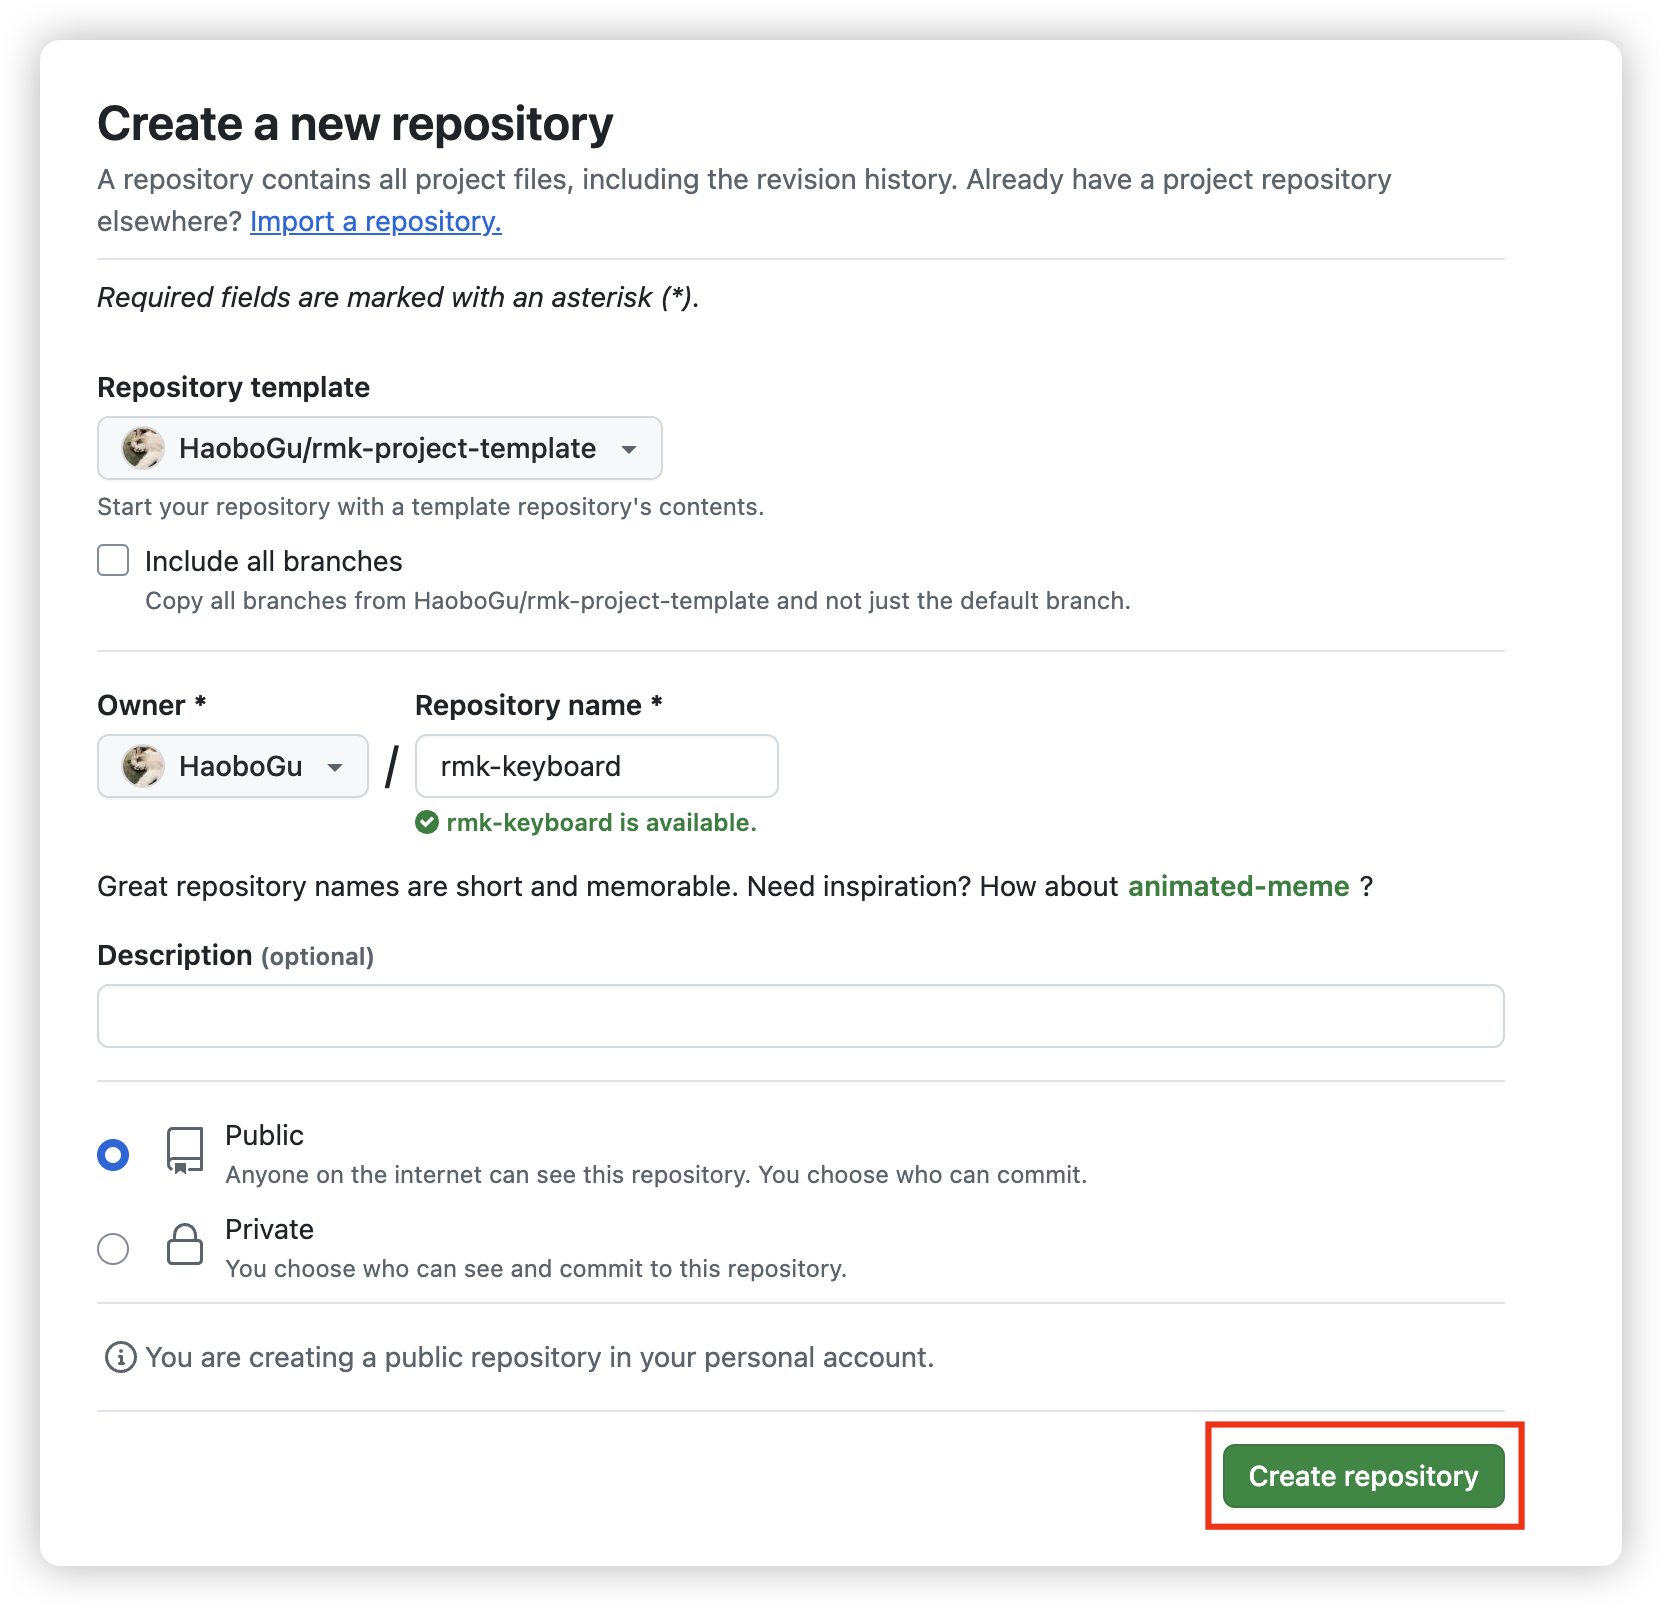 Create a new repository
A repository contains all project files, including the revision history. Already have a project repository
elsewhere? Import a repository.
Required fields are marked with an asterisk (*).
Repository template
HaoboGu/rmk-project-template
Start your repository with a template repository's contents.
Include all branches
Copy all branches from HaoboGu/rmk-project-template and not just the default branch.
Owner * Repository name *
HaoboGu / rmk-keyboard
rmk-keyboard is available.
Great repository names are short and memorable. Need inspiration? How about animated-meme ?
Description (optional)
Public
Anyone on the internet can see this repository. You choose who can commit.
Private
You choose who can see and commit to this repository.
You are creating a public repository in your personal account.
Create repository